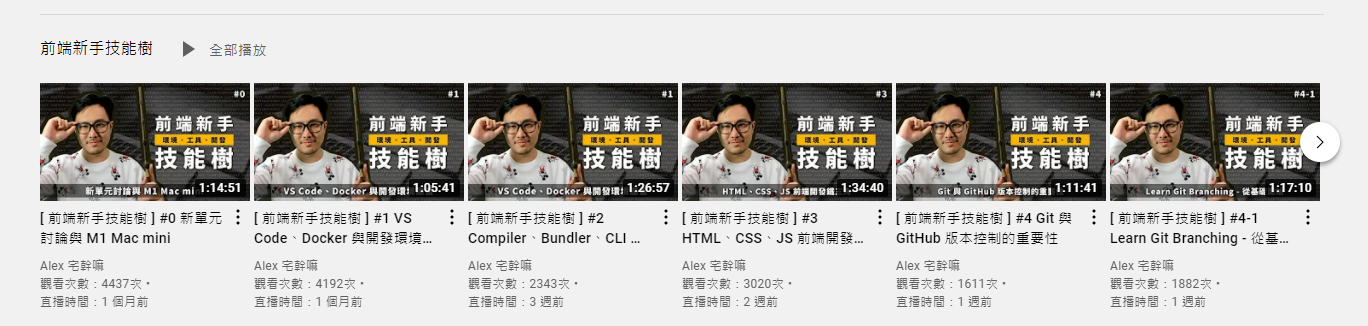 前端新手技能樹 全部播放
#0
前端新手
環境、工具、開發
技能樹
新單元討論與 M1 Mac mi
1:14:51
[ 前端新手技能樹 ] #0 新單元
討論與 M1 Mac mini
Alex 宅幹嘛
觀看次數：4437次・
直播時間：1 個月前
#1
前端新手
環境、工具、開發
技能樹
VS Code、Docker 與開發環境
1:05:41
[ 前端新手技能樹 ] #1 VS
Code、Docker 與開發環境…
Alex 宅幹嘛
觀看次數：4192次・
直播時間：1 個月前
#1
前端新手
環境、工具、開發
技能樹
VS Code、Docker 與開發
1:26:57
[ 前端新手技能樹 ] #2
Compiler、Bundler、CLI …
Alex 宅幹嘛
觀看次數：2343次・
直播時間：3 週前
#3
前端新手
環境、工具、開發
技能樹
HTML、CSS、JS 前端開發
1:34:40
[ 前端新手技能樹 ] #3
HTML、CSS、JS 前端開發…
Alex 宅幹嘛
觀看次數：3020次・
直播時間：2 週前
#4
前端新手
環境、工具、開發
技能樹
Git 與 GitHub 版本控制的重
1:11:41
[ 前端新手技能樹 ] #4 Git 與
GitHub 版本控制的重要性
Alex 宅幹嘛
觀看次數：1611次・
直播時間：1 週前
#4-1
前端新手
環境、工具、開發
技能樹
Learn Git Branching - 從基
1:17:10
[ 前端新手技能樹 ] #4-1
Learn Git Branching - 從基…
Alex 宅幹嘛
觀看次數：1882次・
直播時間：1 週前